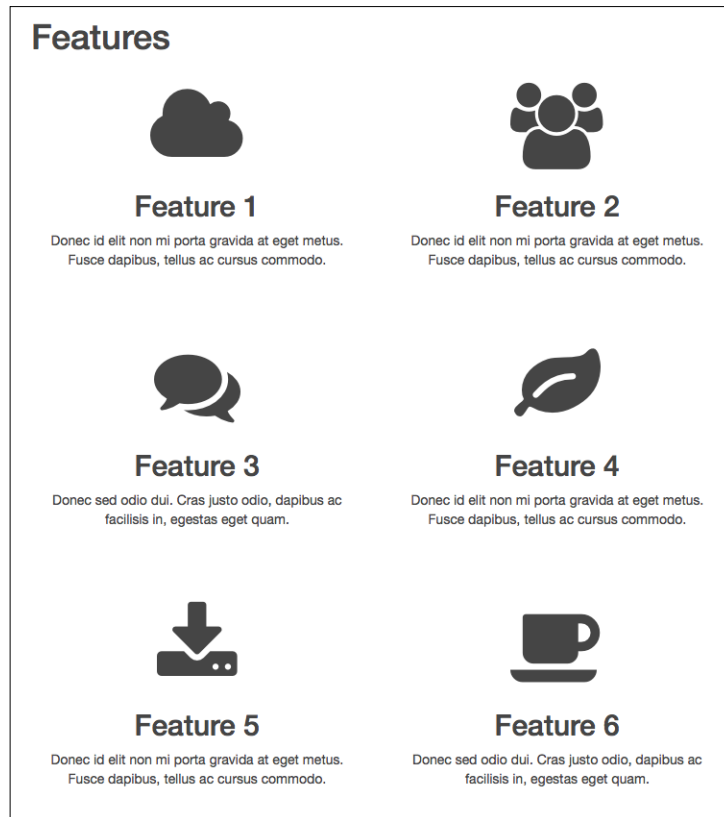 Features
Feature 1
Donec id elit non mi porta gravida at eget metus.
Fusce dapibus, tellus ac cursus commodo.
Feature 2
Donec id elit non mi porta gravida at eget metus.
Fusce dapibus, tellus ac cursus commodo.
Feature 3
Donec sed odio dui. Cras justo odio, dapibus ac
facilisis in, egestas eget quam.
Feature 4
Donec id elit non mi porta gravida at eget metus.
Fusce dapibus, tellus ac cursus commodo.
Feature 5
Donec id elit non mi porta gravida at eget metus.
Fusce dapibus, tellus ac cursus commodo.
Feature 6
Donec sed odio dui. Cras justo odio, dapibus ac
facilisis in, egestas eget quam.